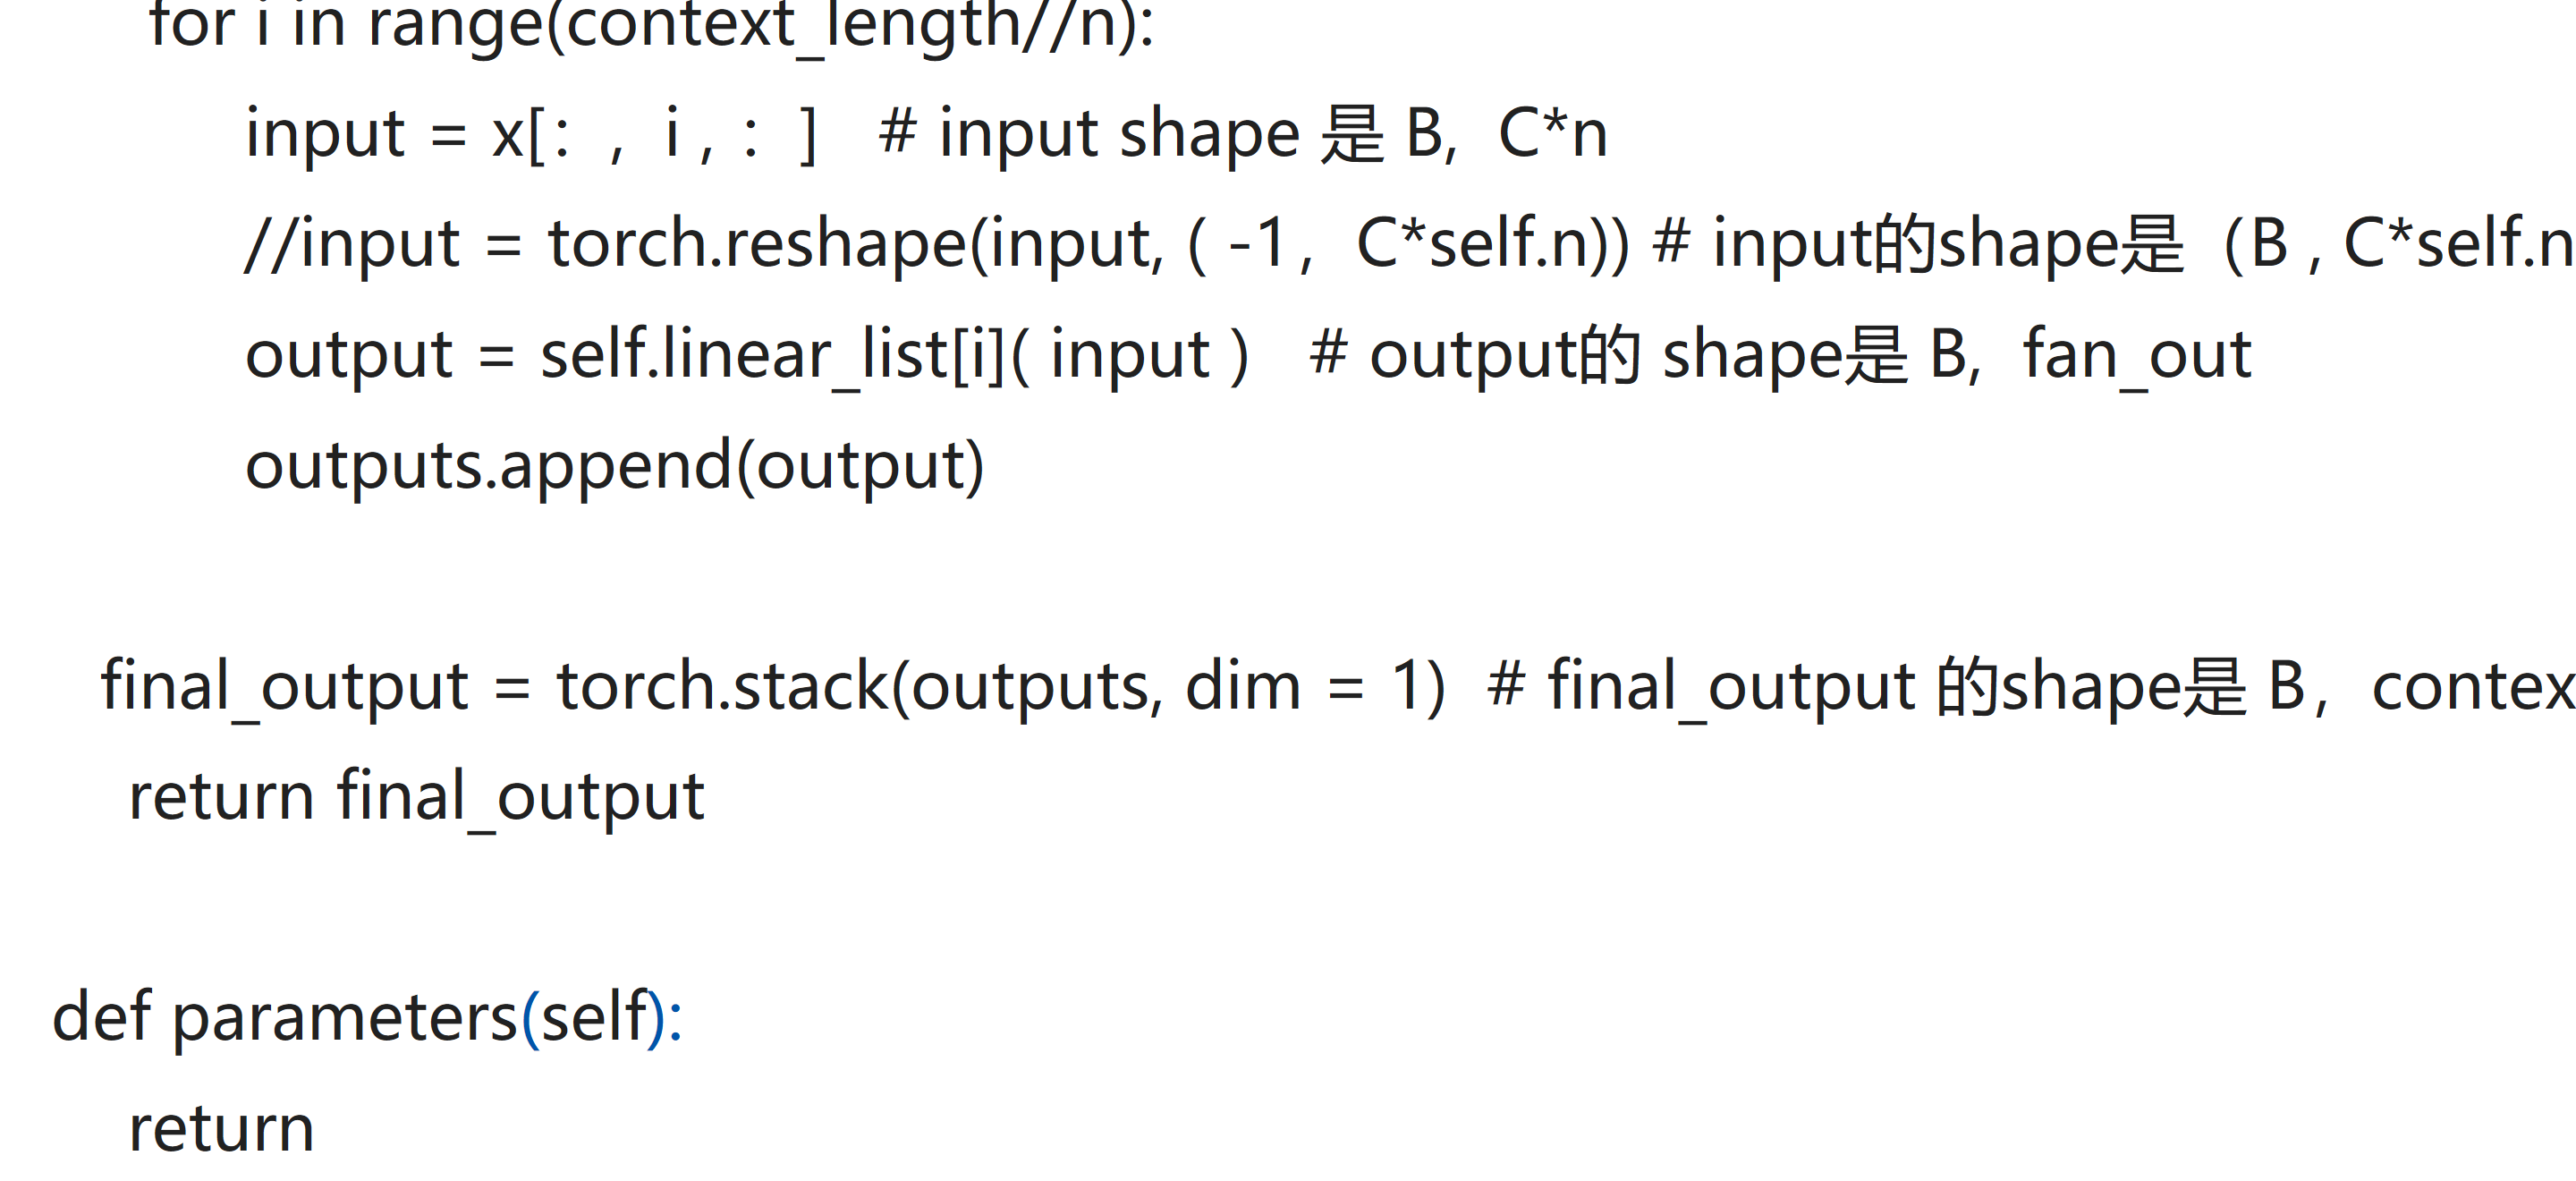 for i in range(context_length//n):
input = x[: , i , : ] # input shape 是 B, C*n
//input = torch.reshape(input, ( -1, C*self.n)) # input的shape是（B , C*self.n
output = self.linear_list[i]( input ) # output的 shape是 B, fan_out
outputs.append(output)
final_output = torch.stack(outputs, dim = 1) # final_output 的shape是 B, contex
return final_output
def parameters(self):
return